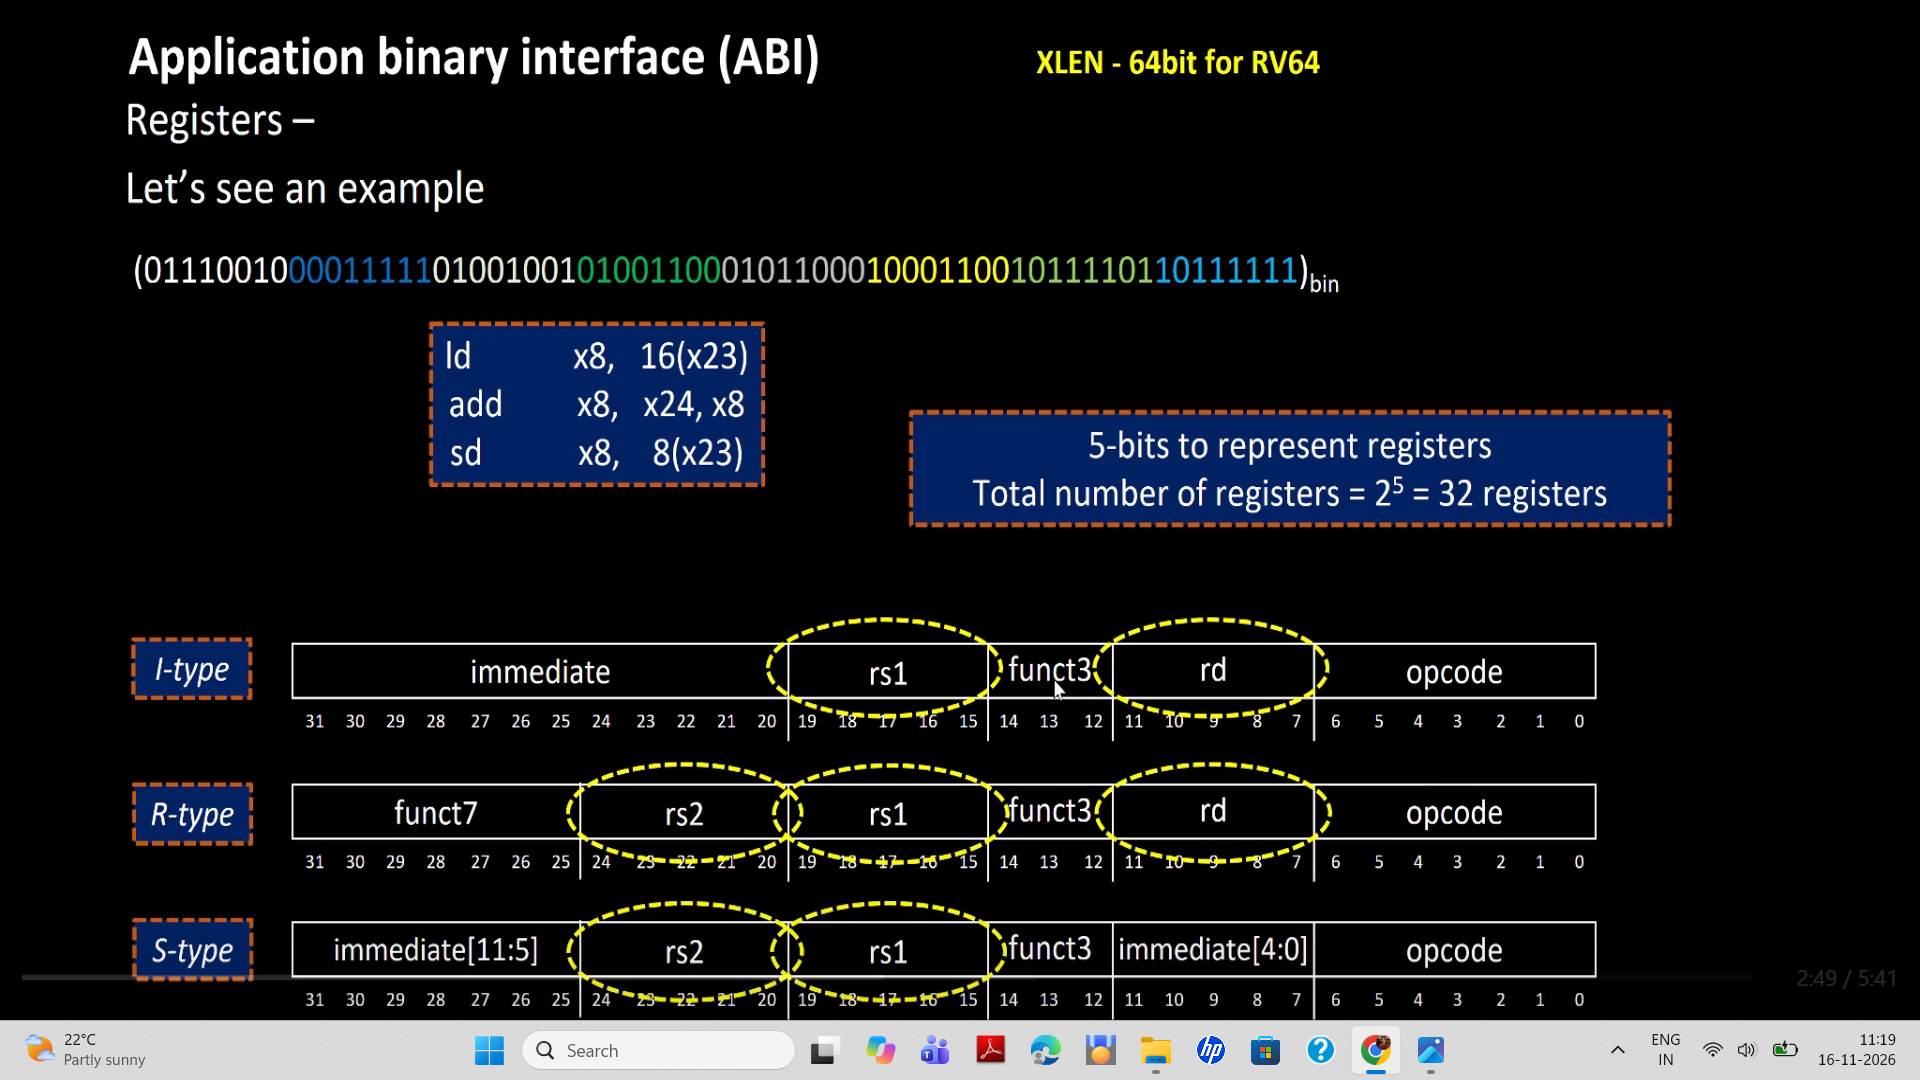 Application binary interface (ABI)
XLEN - 64bit for RV64
Registers –
Let's see an example
(0111001000011111010010010100110001011000100011001011110110111111)bin
ld x8, 16(x23)
add x8, x24, x8
sd x8, 8(x23)
5-bits to represent registers
Total number of registers = 2⁵ = 32 registers
I-type immediate rs1 funct3 rd opcode
31 30 29 28 27 26 25 24 23 22 21 20 19 18 17 16 15 14 13 12 11 10 9 8 7 6 5 4 3 2 1 0
R-type funct7 rs2 rs1 funct3 rd opcode
31 30 29 28 27 26 25 24 23 22 21 20 19 18 17 16 15 14 13 12 11 10 9 8 7 6 5 4 3 2 1 0
S-type immediate[11:5] rs2 rs1 funct3 immediate[4:0] opcode
2:49 / 5:41
31 30 29 28 27 26 25 24 23 22 21 20 19 18 17 16 15 14 13 12 11 10 9 8 7 6 5 4 3 2 1 0
22°C
Partly sunny
Search
T
hp
?
ENG
IN
11:19
16-11-2026